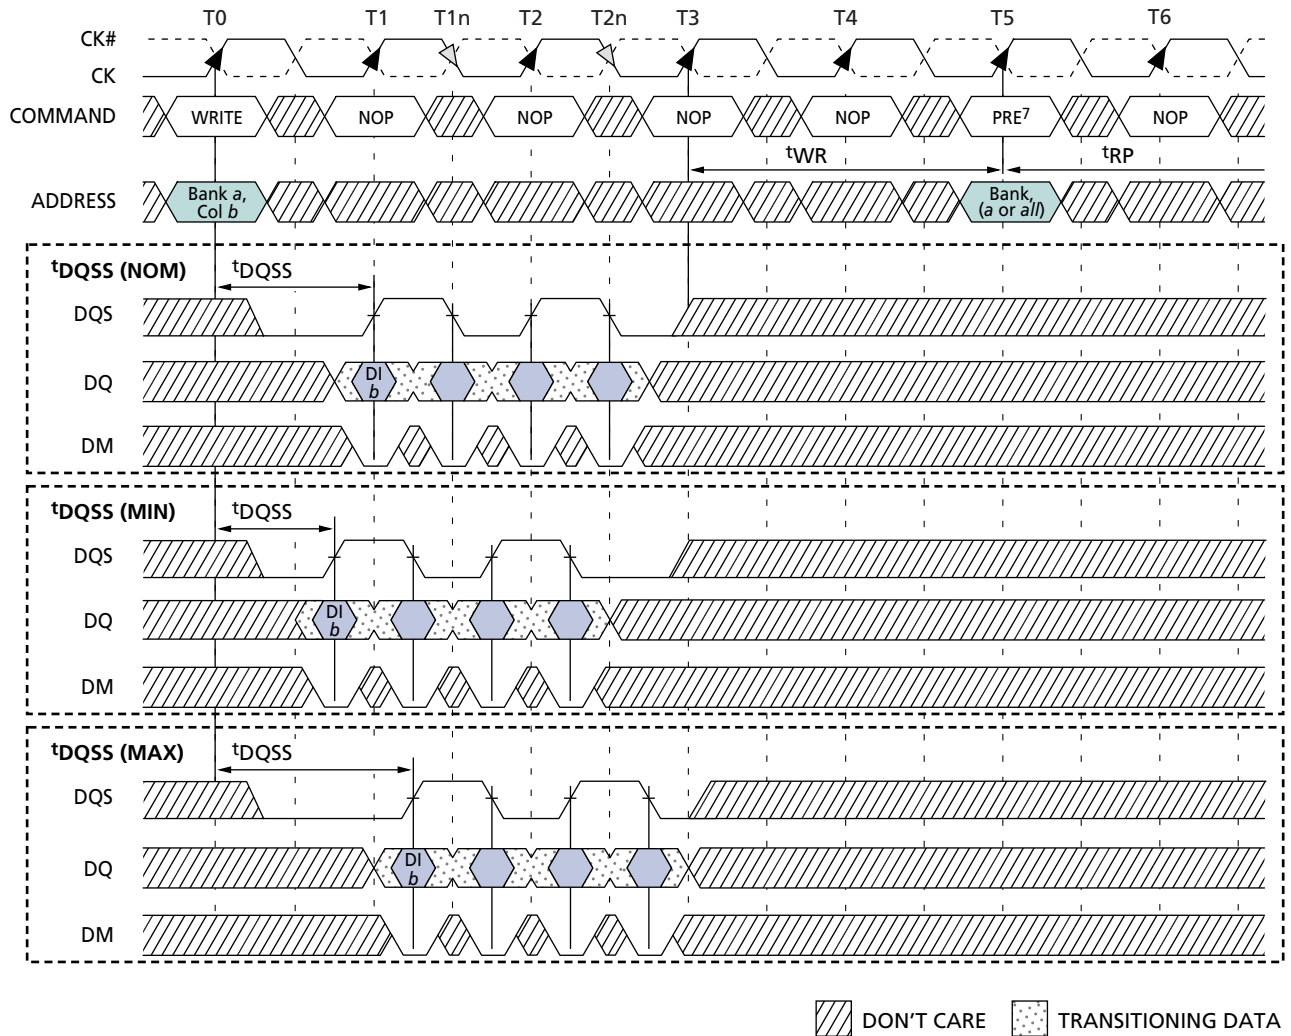 T0 T1 T1n T2 T2n T3 T4 T5 T6
CK#
CK
COMMAND WRITE NOP NOP NOP NOP PRE7 NOP
tWR tRP
ADDRESS Bank a, Col b Bank, (a or all)
tDQSS (NOM) tDQSS
DQS
DQ DI b
DM
tDQSS (MIN) tDQSS
DQS
DQ DI b
DM
tDQSS (MAX) tDQSS
DQS
DQ DI b
DM
DON'T CARE TRANSITIONING DATA